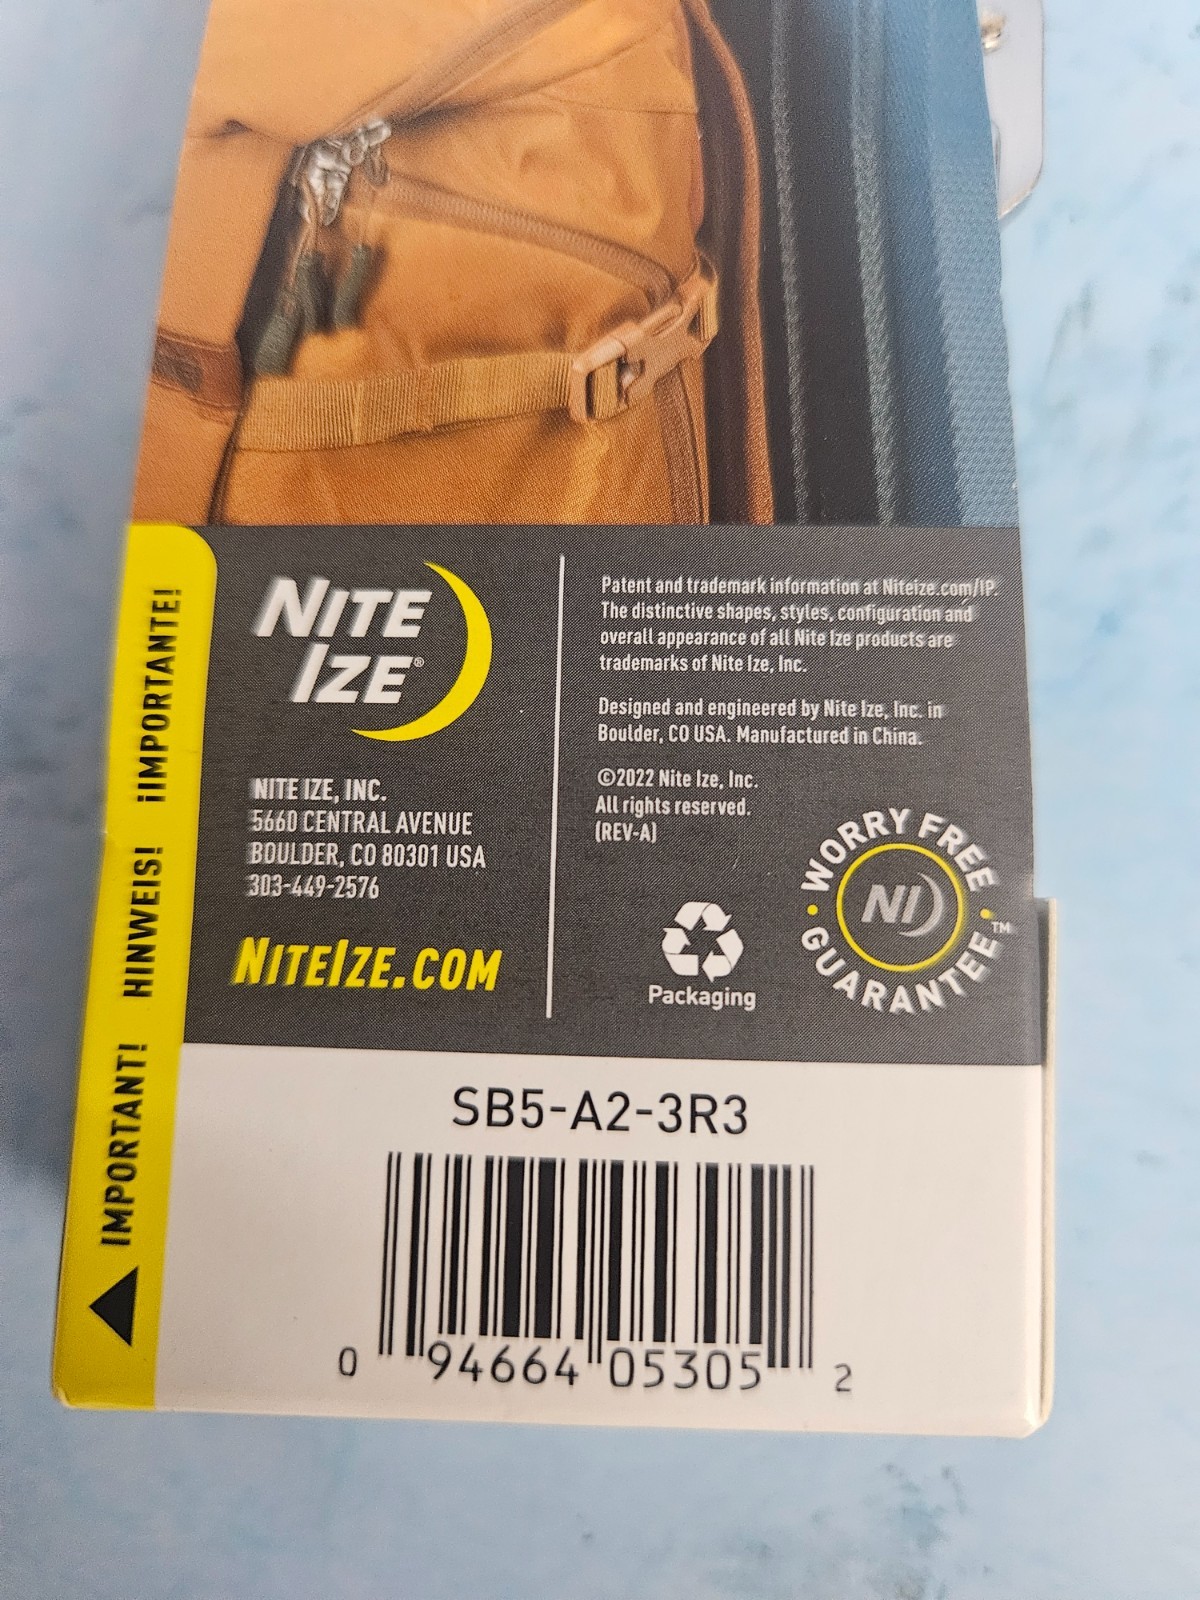 NITE
IZE®
NITE IZE, INC.
5660 CENTRAL AVENUE
BOULDER, CO 80301 USA
303-449-2576
NITEIZE.COM
Patent and trademark information at Niteize.com/IP.
The distinctive shapes, styles, configuration and
overall appearance of all Nite Ize products are
trademarks of Nite Ize, Inc.
Designed and engineered by Nite Ize, Inc. in
Boulder, CO USA. Manufactured in China.
©2022 Nite Ize, Inc.
All rights reserved.
(REV-A)
Packaging
WORRY FREE
NI
GUARANTEE™
IMPORTANT! HINWEIS! ¡IMPORTANTE!
SB5-A2-3R3
0 94664 05305 2